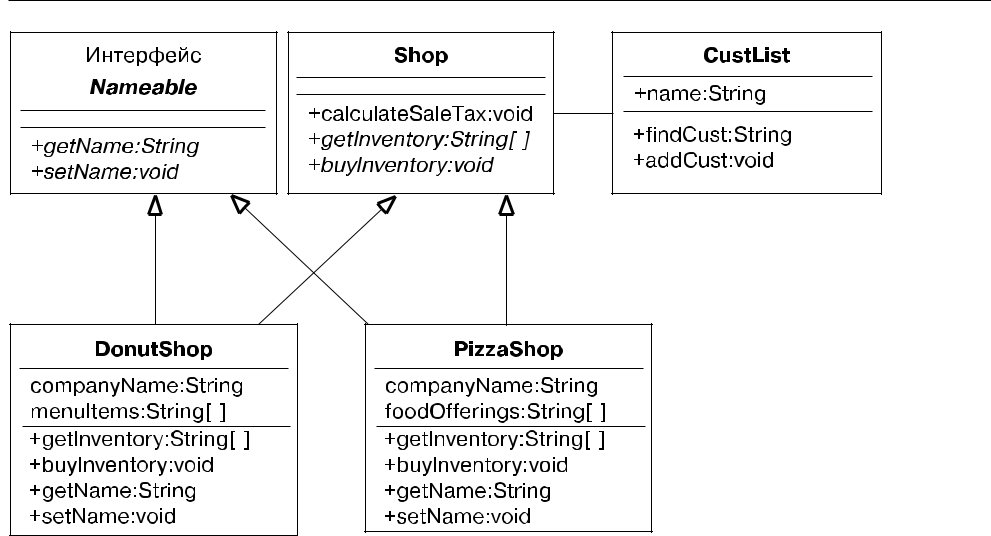 Интерфейс
Nameable
+getName:String
+setName:void
Shop
+calculateSaleTax:void
+getInventory:String[ ]
+buyInventory:void
CustList
+name:String
+findCust:String
+addCust:void
DonutShop
companyName:String
menuItems:String[ ]
+getInventory:String[ ]
+buyInventory:void
+getName:String
+setName:void
PizzaShop
companyName:String
foodOfferings:String[ ]
+getInventory:String[ ]
+buyInventory:void
+getName:String
+setName:void